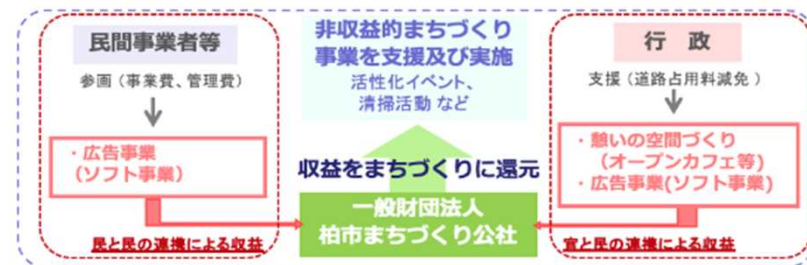 民間事業者等
参画（事業費、管理費）
・広告事業
（ソフト事業）
民と民の連携による収益
非収益的まちづくり
事業を支援及び実施
活性化イベント、
清掃活動 など
収益をまちづくりに還元
一般財団法人
柏市まちづくり公社
行 政
支援（道路占用料減免 ）
・憩いの空間づくり
（オープンカフェ等）
・広告事業(ソフト事業)
官と民の連携による収益